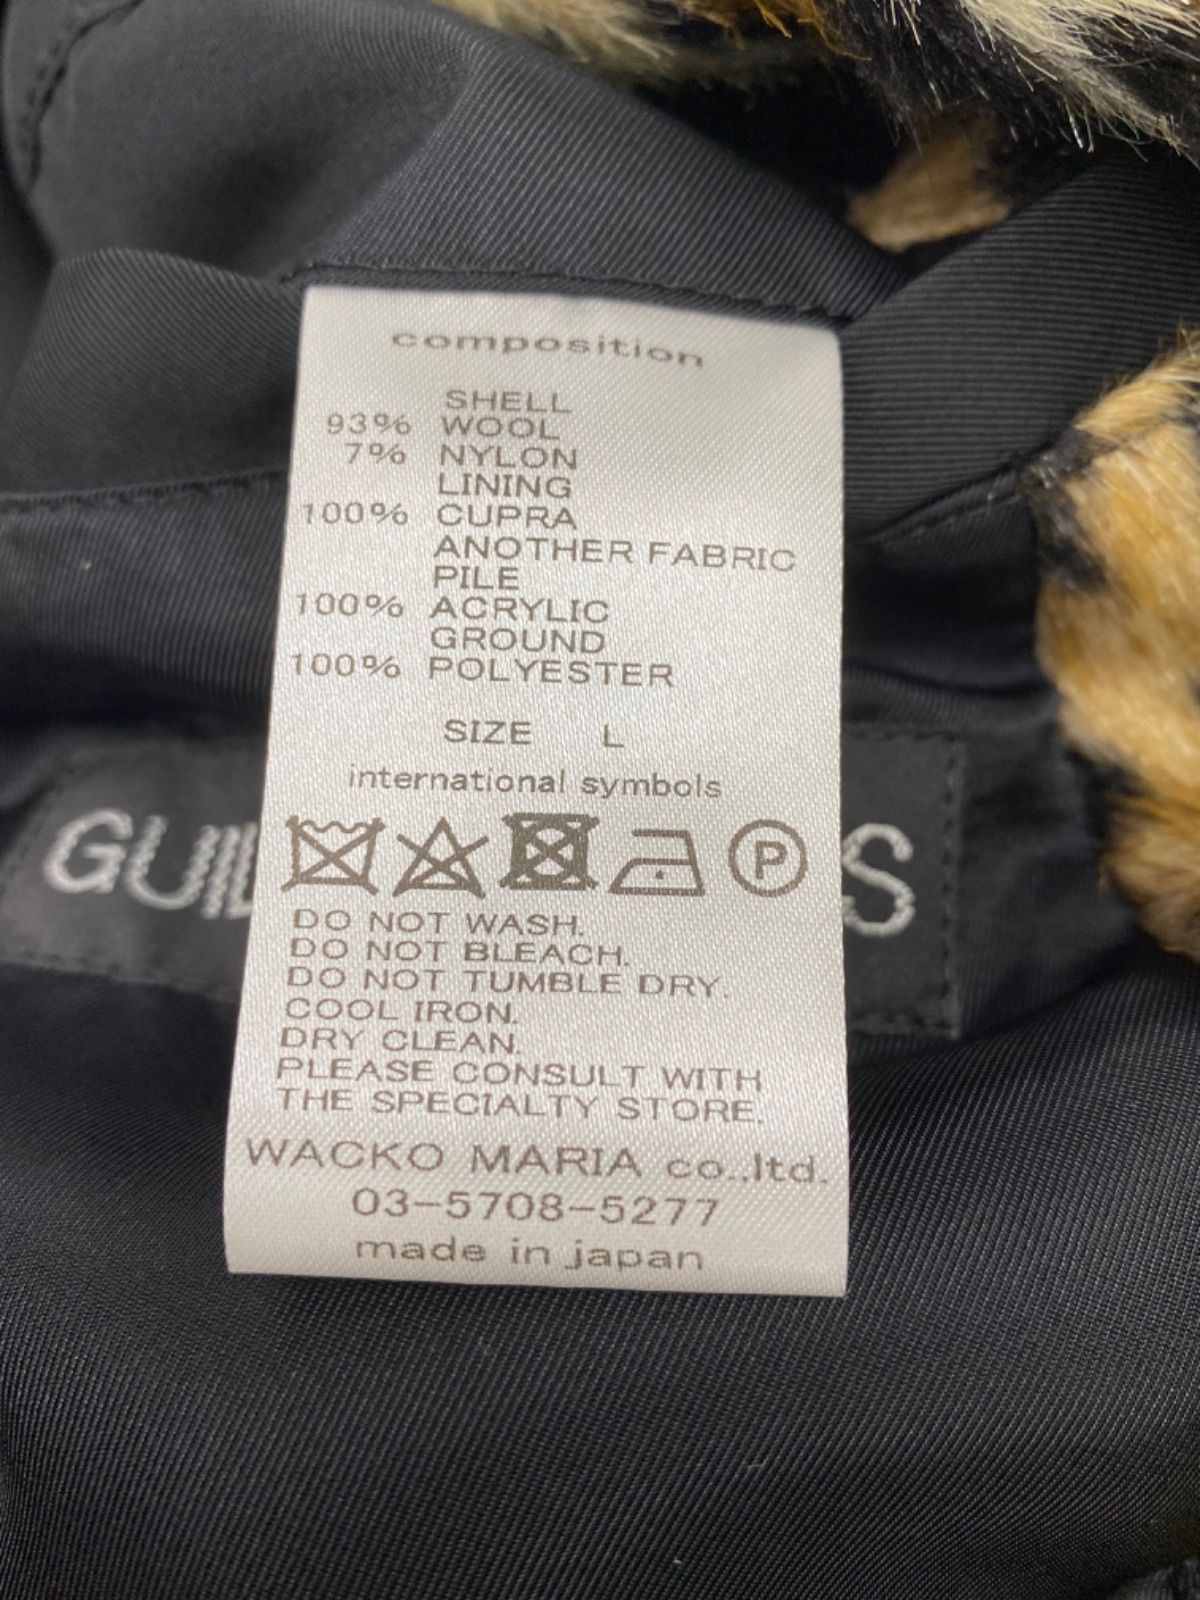 composition
SHELL
93% WOOL
7% NYLON
LINING
100% CUPRA
ANOTHER FABRIC
PILE
100% ACRYLIC
GROUND
100% POLYESTER
SIZE L
international symbols
P
DO NOT WASH.
DO NOT BLEACH.
DO NOT TUMBLE DRY.
COOL IRON.
DRY CLEAN.
PLEASE CONSULT WITH
THE SPECIALTY STORE.
WACKO MARIA co.,ltd.
03-5708-5277
made in japan